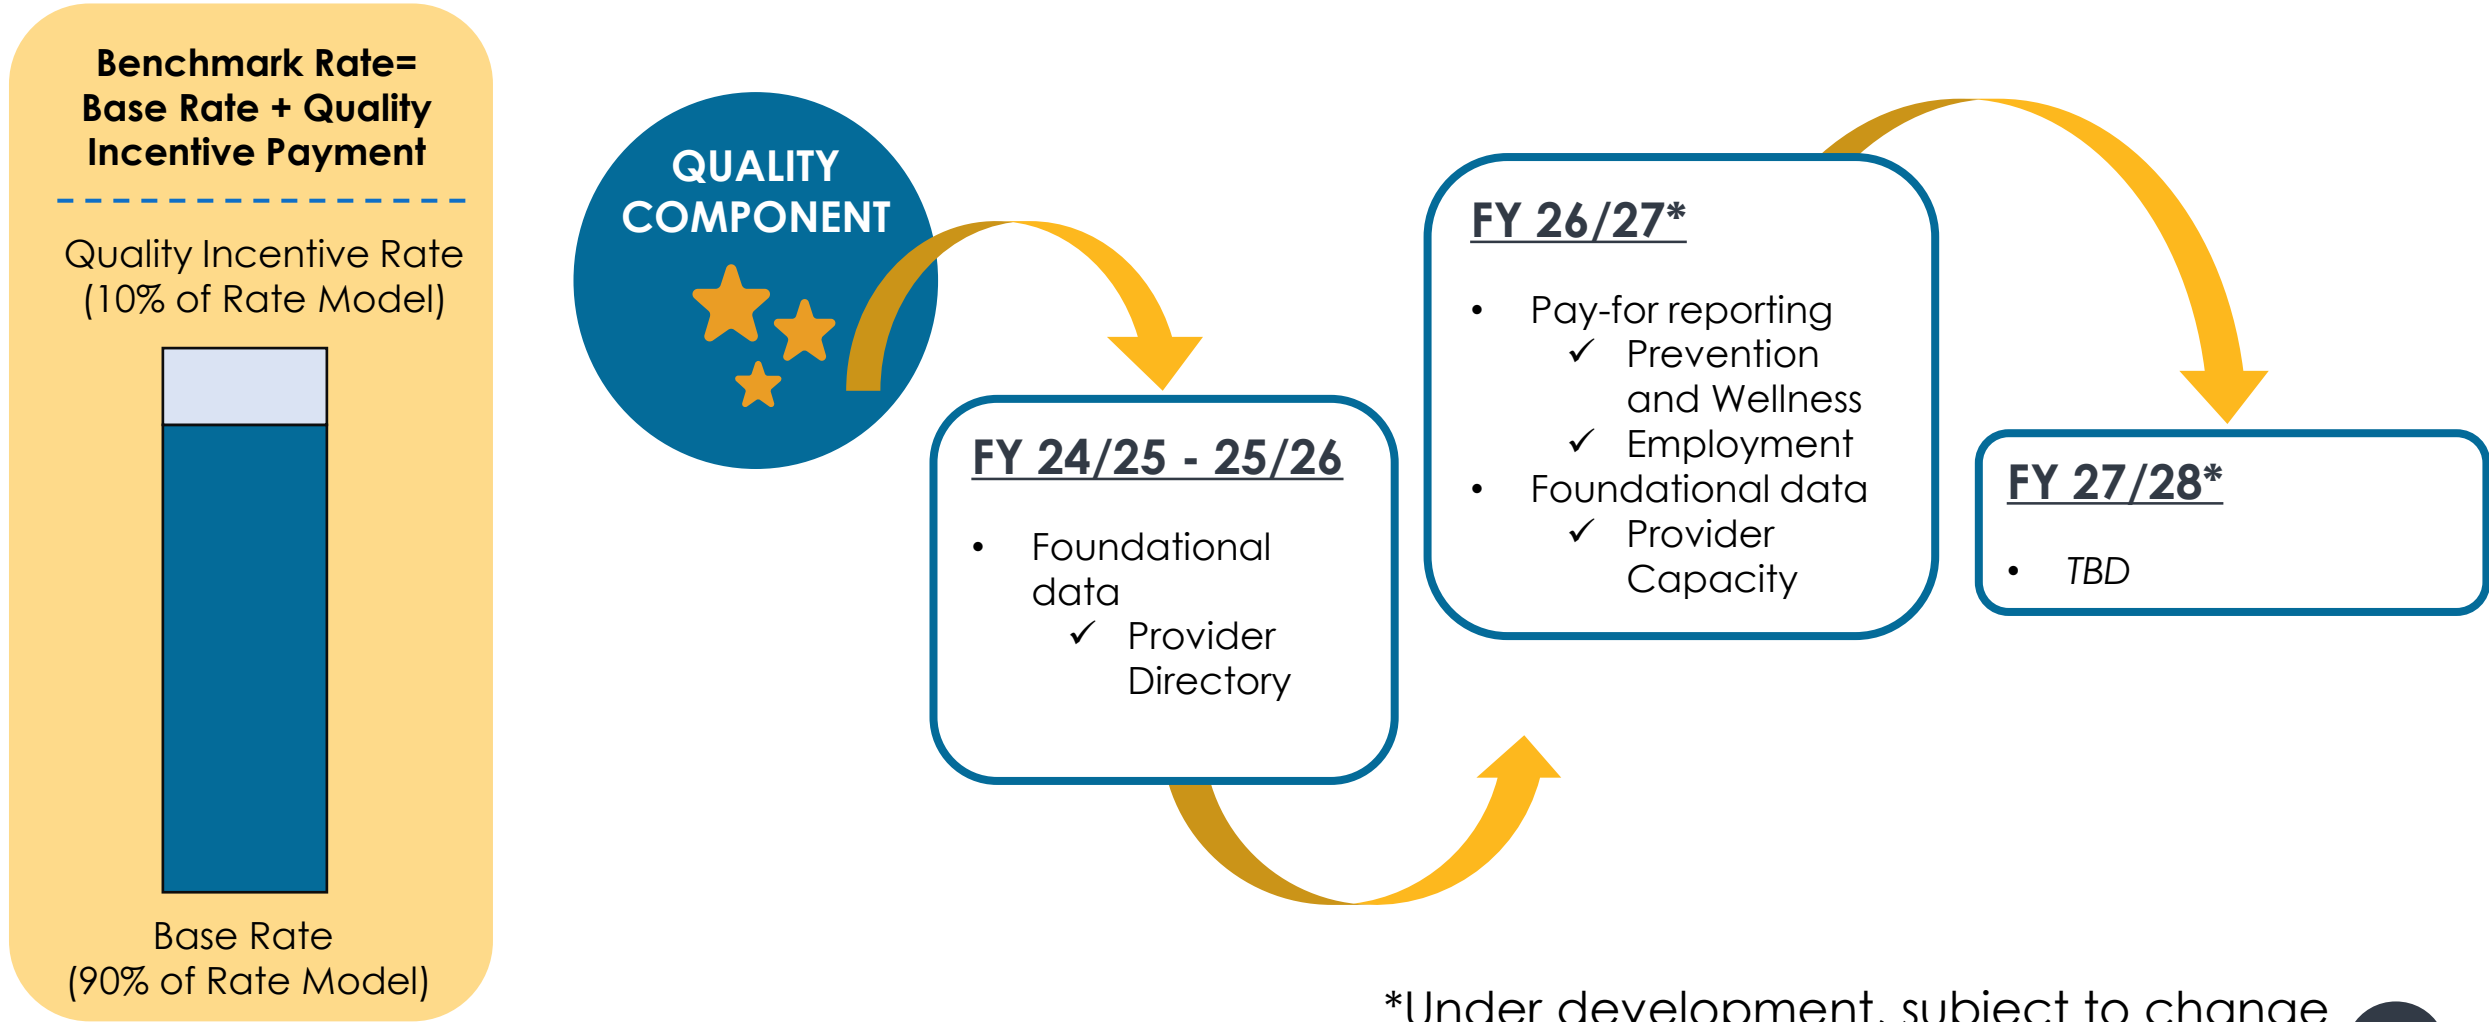 Benchmark Rate=
Base Rate + Quality
Incentive Payment
Quality Incentive Rate
(10% of Rate Model)
Base Rate
(90% of Rate Model)
QUALITY
COMPONENT
FY 24/25 - 25/26
• Foundational
data
✓ Provider
Directory
FY 26/27*
• Pay-for reporting
✓ Prevention
and Wellness
✓ Employment
• Foundational data
✓ Provider
Capacity
FY 27/28*
• TBD
*Under development, subject to change